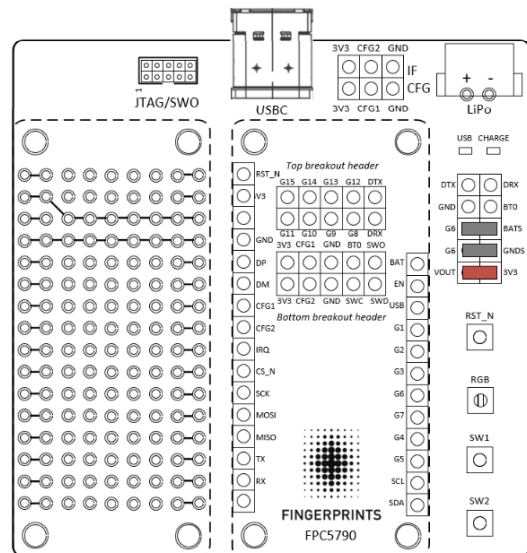 3V3 CFG2 GND
IF
CFG
3V3 CFG1 GND
+ -
1
JTAG/SWO
USBC
LiPo
USB CHARGE
RST_N
Top breakout header
V3
G15 G14 G13 G12 DTX
G11 G10 G9 G8 DRX
GND
3V3 CFG1 GND BT0 SWO
DP
DM
3V3 CFG2 GND SWC SWD
CFG1
Bottom breakout header
CFG2
IRQ
CS_N
SCK
MOSI
MISO
TX
RX
BAT
EN
USB
G1
G2
G3
G6
G7
G4
G5
SCL
SDA
DTX DRX
GND BT0
G6 BATS
G6 GNDS
VOUT 3V3
RST_N
RGB
SW1
SW2
FINGERPRINTS
FPC5790